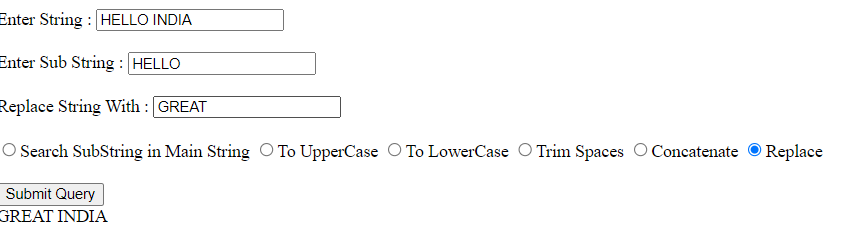 Enter String : HELLO INDIA
Enter Sub String : HELLO
Replace String With : GREAT
Search SubString in Main String To UpperCase To LowerCase Trim Spaces Concatenate Replace
Submit Query
GREAT INDIA